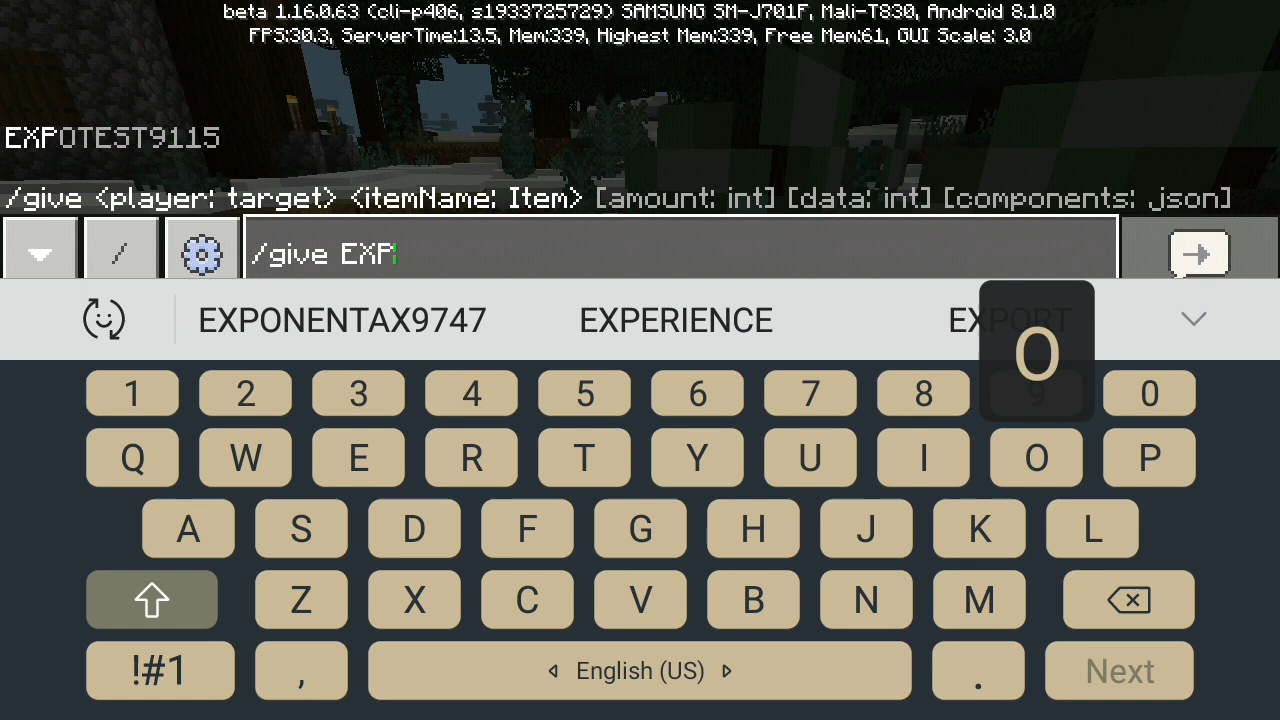 beta 1.16.0.63 (cli-p406, s1933725729) SAMSUNG SM-J701F, Mali-T830, Android 8.1.0
FPS:30.3, ServerTime:13.5, Mem:339, Highest Mem:339, Free Mem:61, GUI Scale: 3.0
EXPOTEST9115
/give <player: target> <itemName: Item> [amount: int] [data: int] [components: json]
/ /give EXP
EXPONENTAX9747 EXPERIENCE EXPORT
O
1 2 3 4 5 6 7 8 9 0
Q W E R T Y U I O P
A S D F G H J K L
Z X C V B N M
!#1 , English (US) . Next